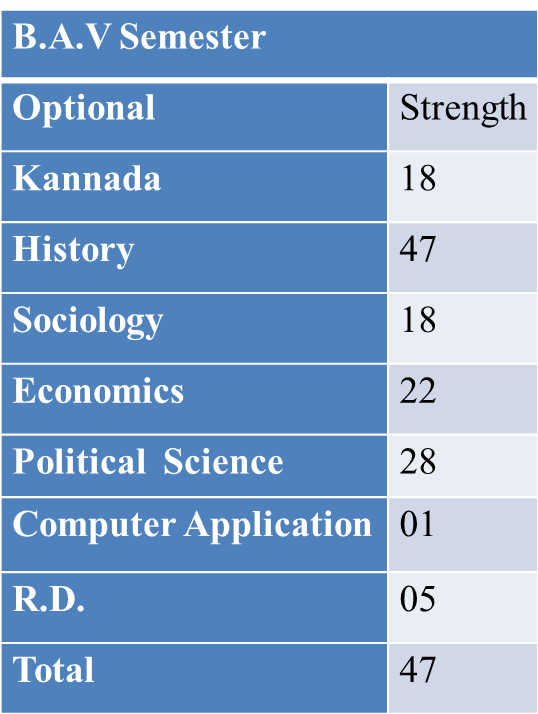 B.A.V Semester
Optional Strength
Kannada 18
History 47
Sociology 18
Economics 22
Political Science 28
Computer Application 01
R.D. 05
Total 47